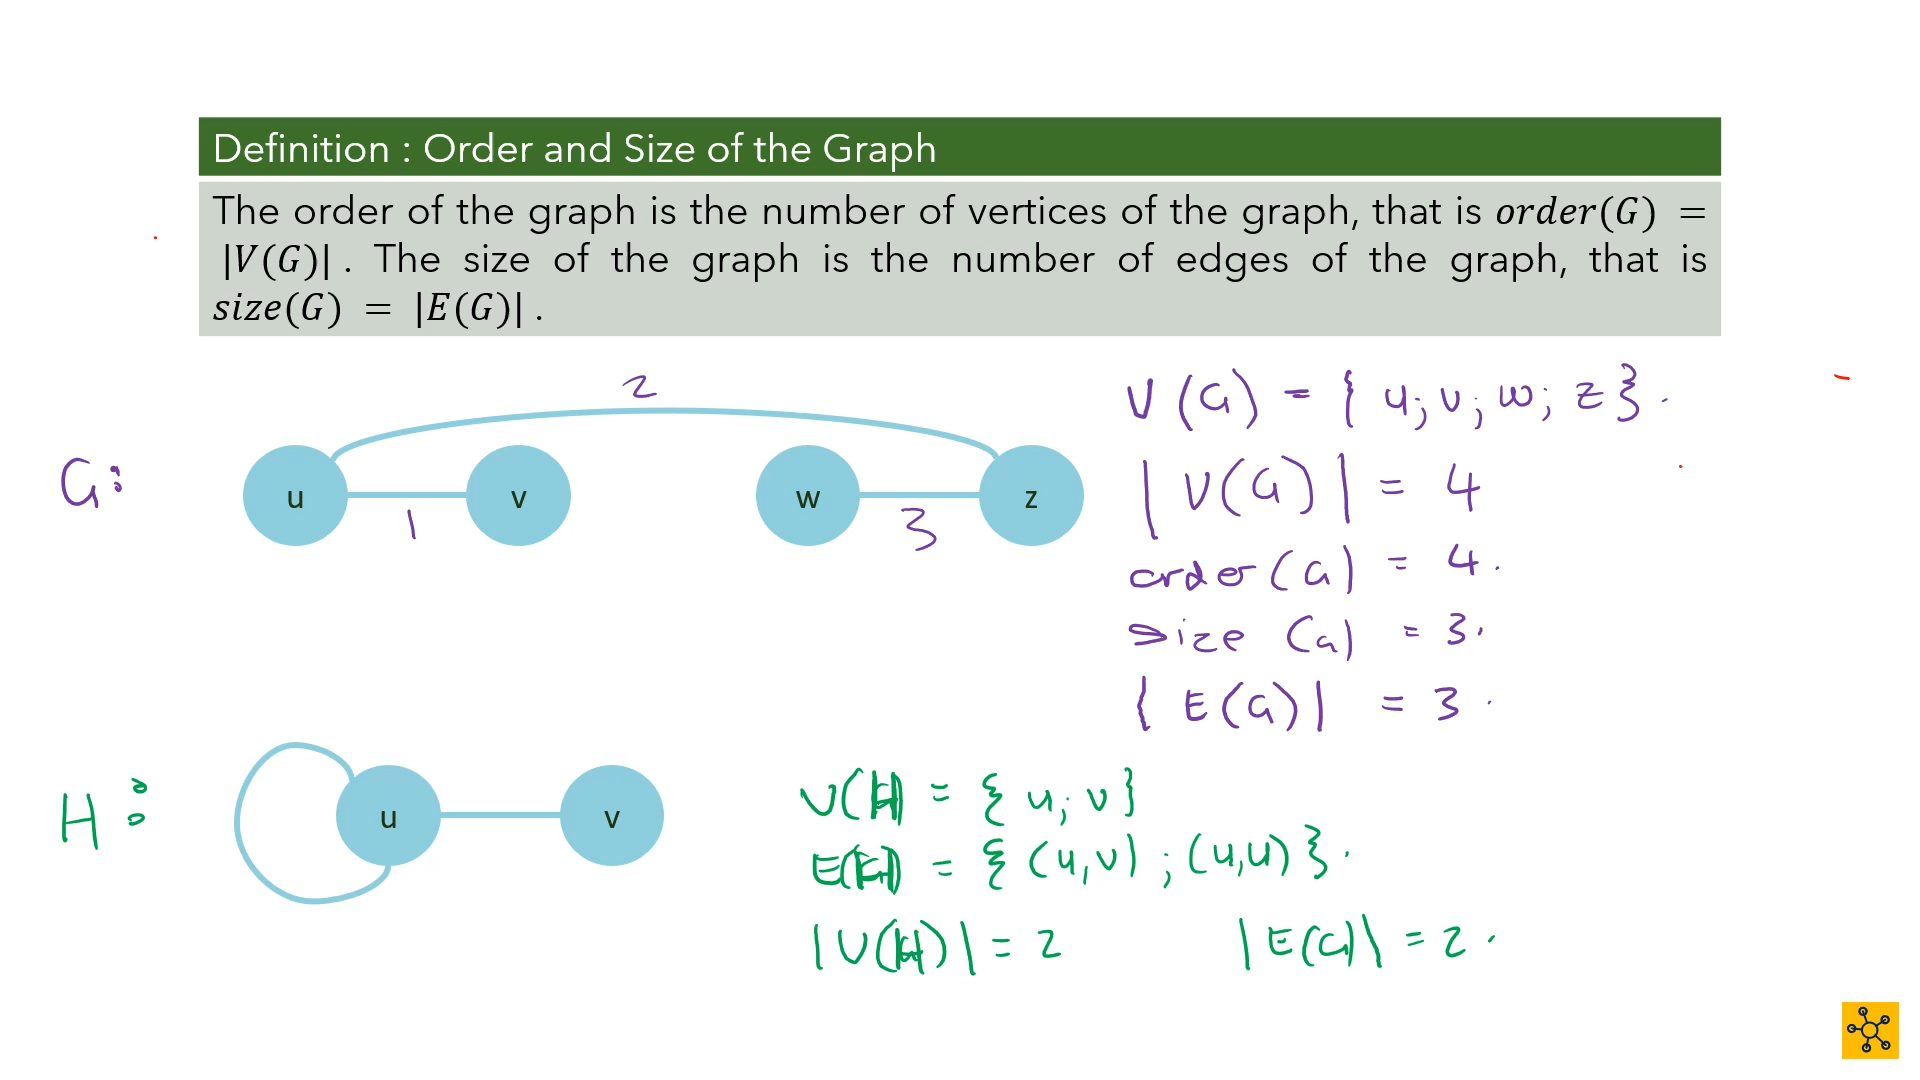 Definition : Order and Size of the Graph
The order of the graph is the number of vertices of the graph, that is order(G) =
|V(G)| . The size of the graph is the number of edges of the graph, that is
size(G) = |E(G)| .
2
V(G) = { u; v; w; z}.
G:
u v w z
1 3
|V(G)| = 4
order(G) = 4.
size (G) = 3.
|E(G)| = 3.
H:
u v
V(H) = { u; v}
E(H) = { (u,v) ; (u,u) }.
|V(H)| = 2 |E(G)| = 2.